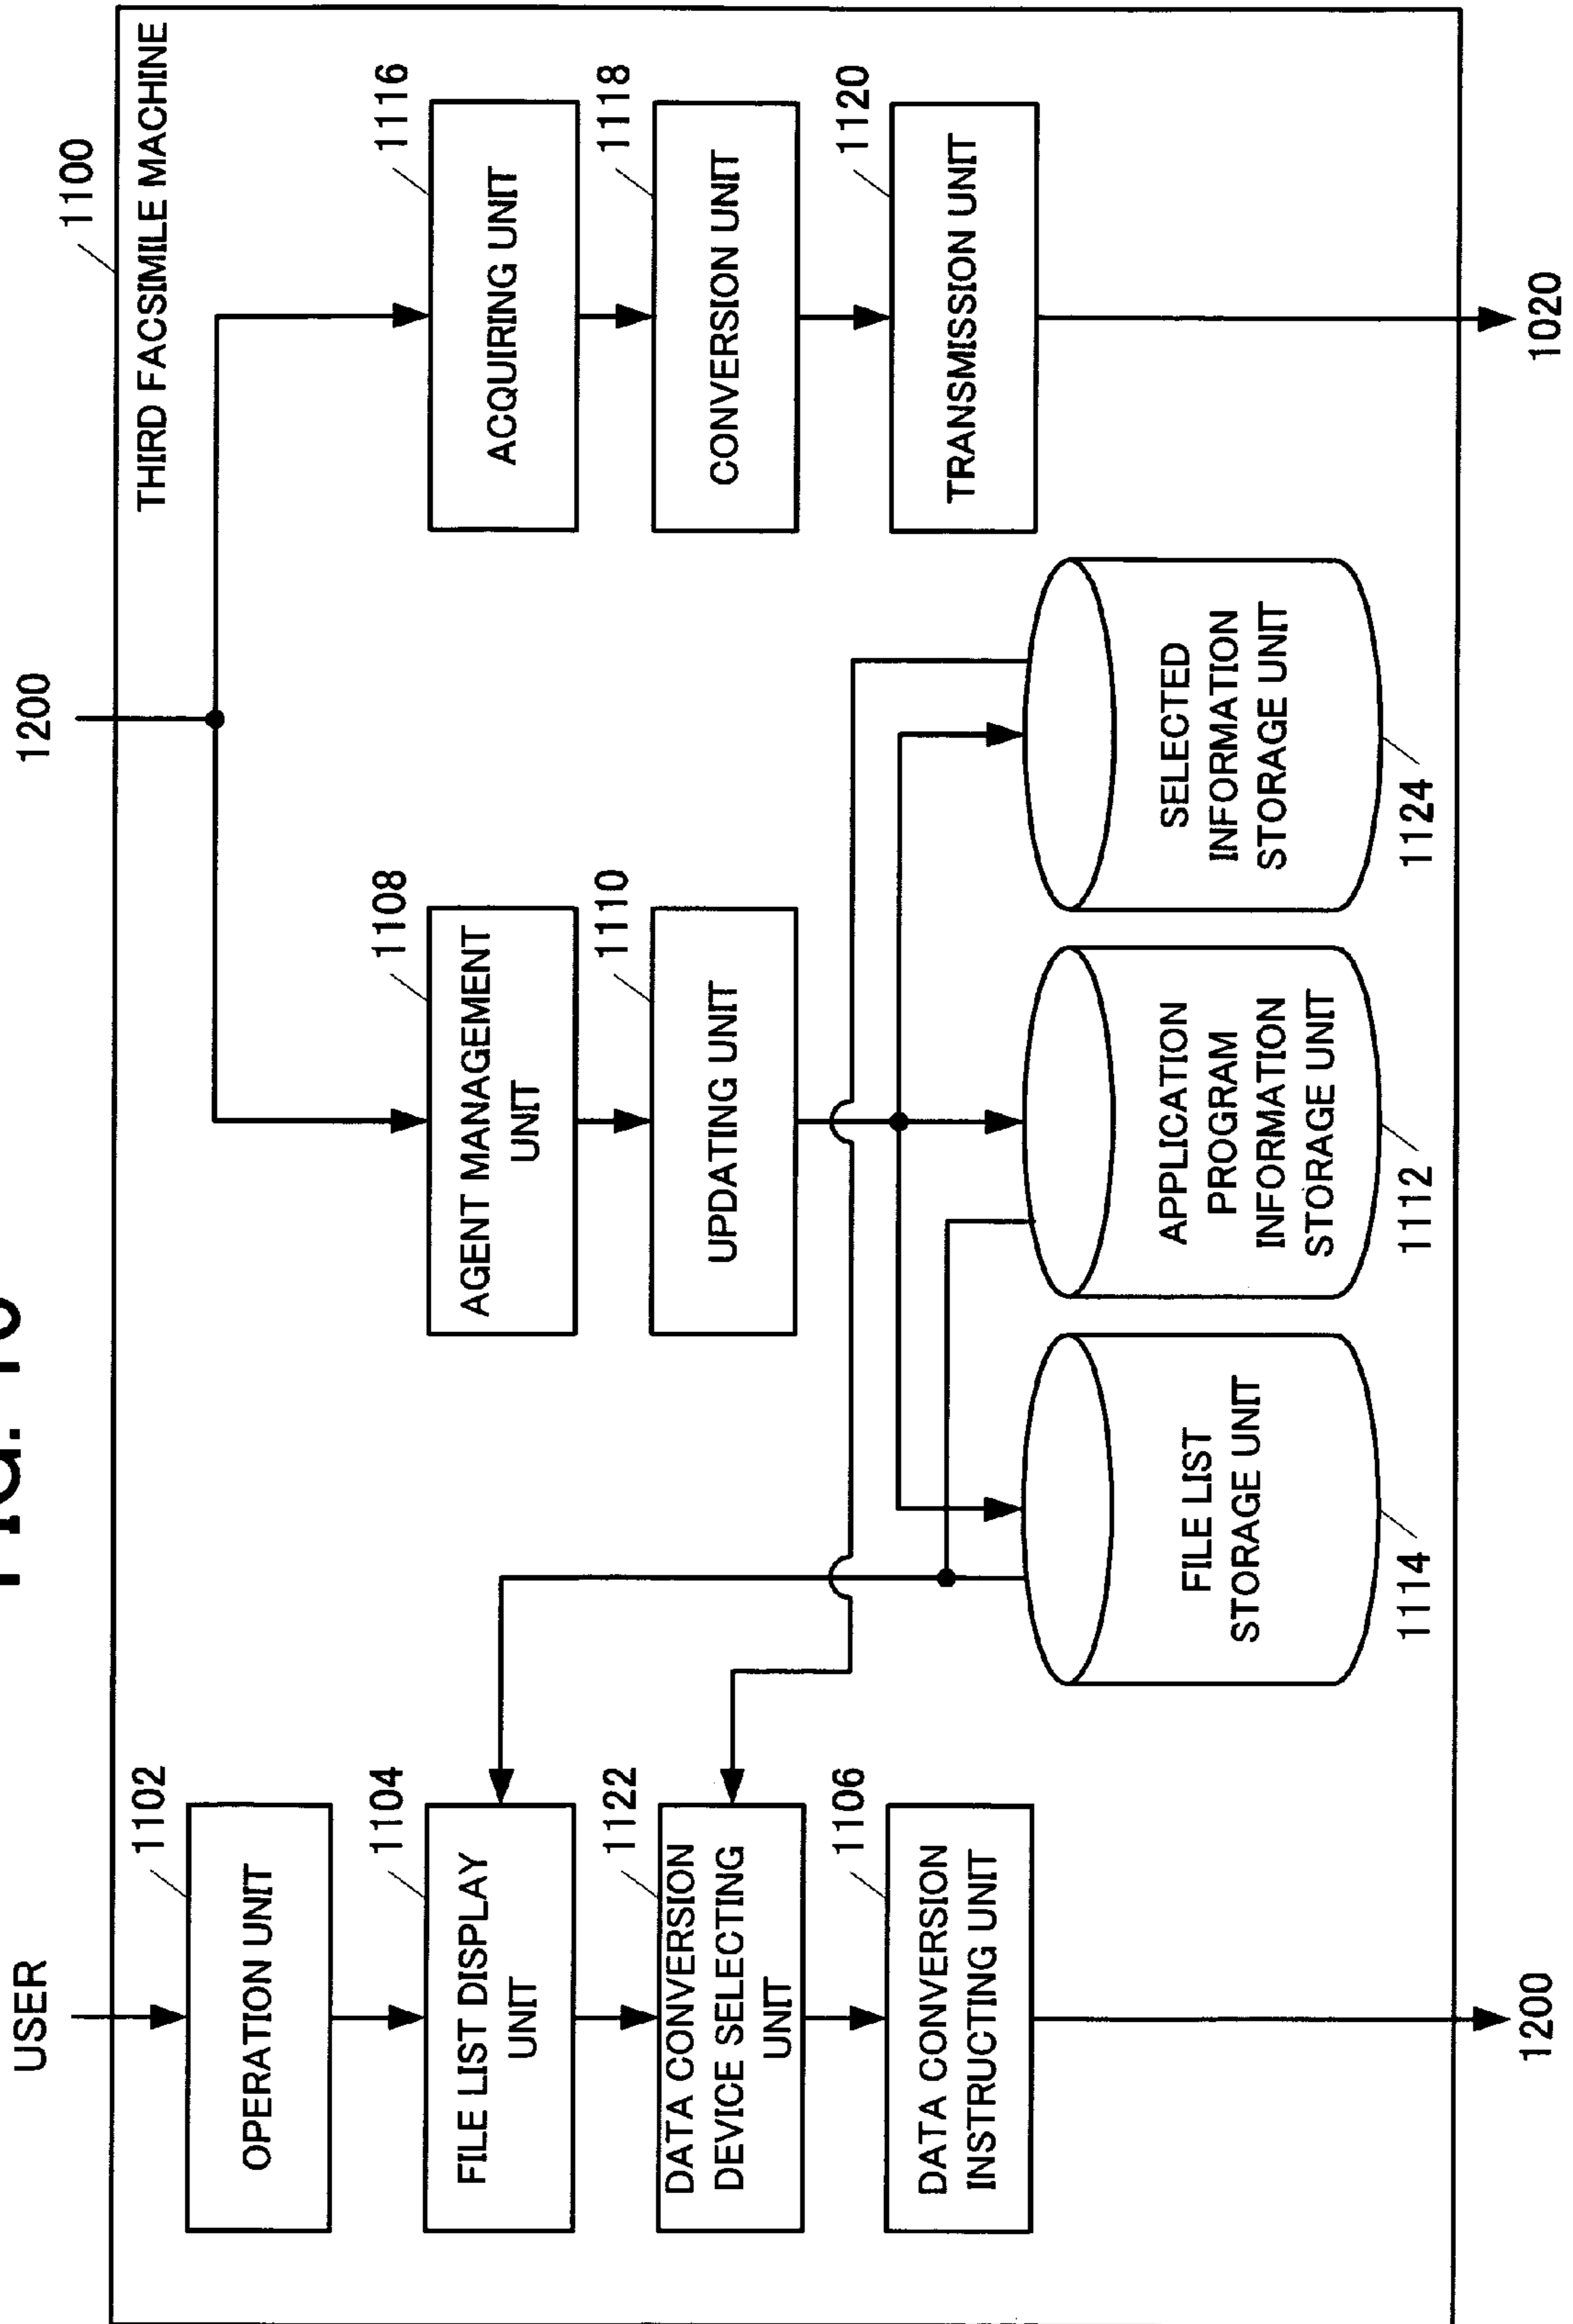 FIG.
USER
1200
1100
THIRD FACSIMILE MACHINE
1102
OPERATION UNIT
1104
FILE LIST DISPLAY
UNIT
1122
DATA CONVERSION
DEVICE SELECTING
UNIT
1106
DATA CONVERSION
INSTRUCTING UNIT
1200
1108
AGENT MANAGEMENT
UNIT
1110
UPDATING UNIT
FILE LIST
STORAGE UNIT
1114
APPLICATION
PROGRAM
INFORMATION
STORAGE UNIT
1112
SELECTED
INFORMATION
STORAGE UNIT
1124
1116
ACQUIRING UNIT
1118
CONVERSION UNIT
1120
TRANSMISSION UNIT
1020